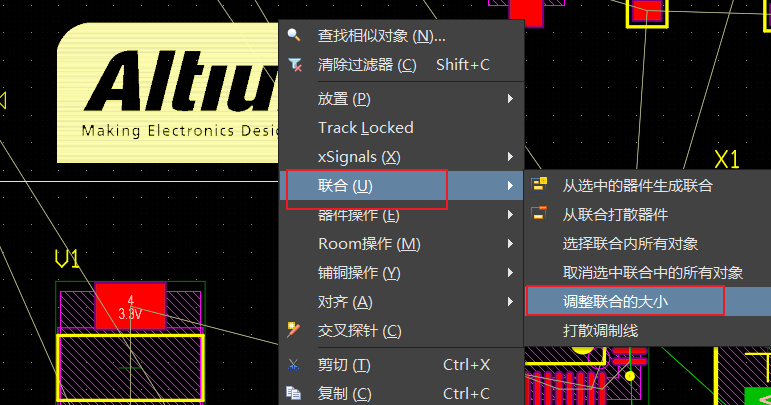 Altiu
Making Electronics Desig
查找相似对象 (N)...
清除过滤器 (C) Shift+C
放置 (P)
Track Locked
xSignals (X)
联合 (U)
器件操作 (E)
Room操作 (M)
铺铜操作 (Y)
对齐 (A)
交叉探针 (C)
剪切 (T) Ctrl+X
复制 (C) Ctrl+C
X1
从选中的器件生成联合
从联合打散器件
选择联合内所有对象
取消选中联合中的所有对象
调整联合的大小
打散调制线
V1
4
3.3V